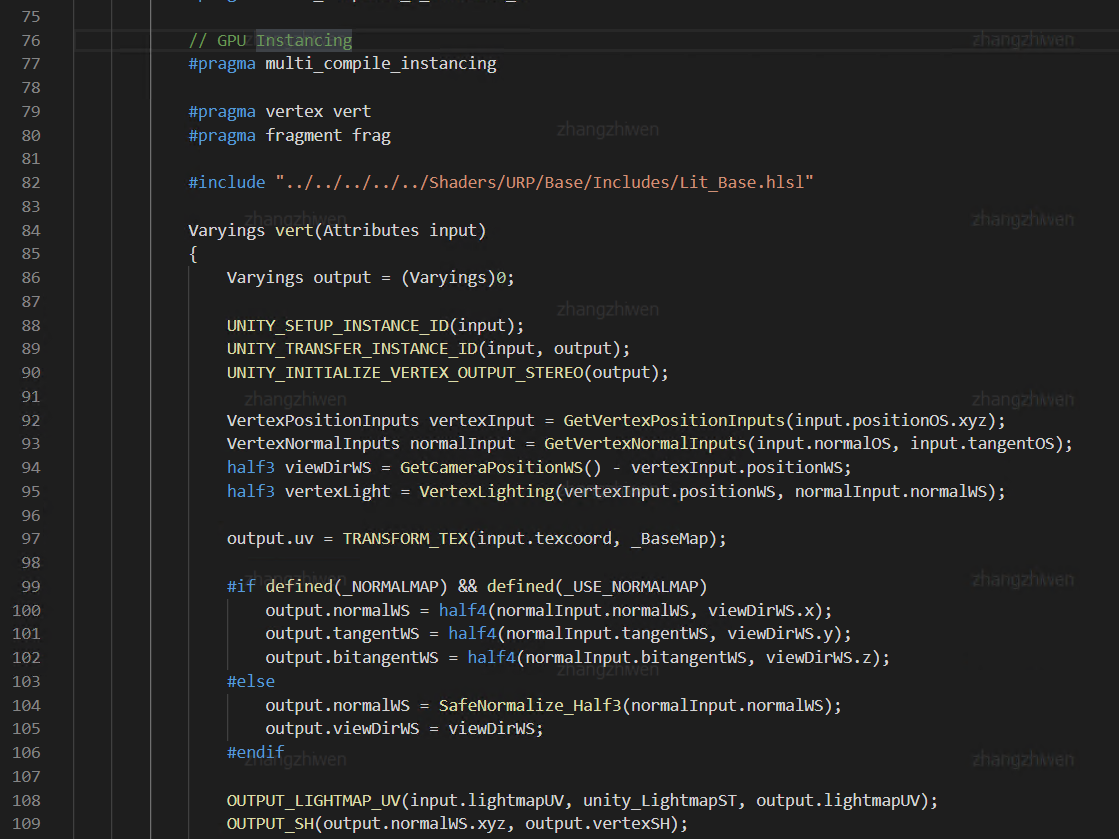 75
76 // GPU Instancing
77 #pragma multi_compile_instancing
78
79 #pragma vertex vert
80 #pragma fragment frag
81
82 #include "../../../../../Shaders/URP/Base/Includes/Lit_Base.hlsl"
83
84 Varyings vert(Attributes input)
85 {
86 Varyings output = (Varyings)0;
87
88 UNITY_SETUP_INSTANCE_ID(input);
89 UNITY_TRANSFER_INSTANCE_ID(input, output);
90 UNITY_INITIALIZE_VERTEX_OUTPUT_STEREO(output);
91
92 VertexPositionInputs vertexInput = GetVertexPositionInputs(input.positionOS.xyz);
93 VertexNormalInputs normalInput = GetVertexNormalInputs(input.normalOS, input.tangentOS);
94 half3 viewDirWS = GetCameraPositionWS() - vertexInput.positionWS;
95 half3 vertexLight = VertexLighting(vertexInput.positionWS, normalInput.normalWS);
96
97 output.uv = TRANSFORM_TEX(input.texcoord, _BaseMap);
98
99 #if defined(_NORMALMAP) && defined(_USE_NORMALMAP)
100 output.normalWS = half4(normalInput.normalWS, viewDirWS.x);
101 output.tangentWS = half4(normalInput.tangentWS, viewDirWS.y);
102 output.bitangentWS = half4(normalInput.bitangentWS, viewDirWS.z);
103 #else
104 output.normalWS = SafeNormalize_Half3(normalInput.normalWS);
105 output.viewDirWS = viewDirWS;
106 #endif
107
108 OUTPUT_LIGHTMAP_UV(input.lightmapUV, unity_LightmapST, output.lightmapUV);
109 OUTPUT_SH(output.normalWS.xyz, output.vertexSH);
zhangzhiwen